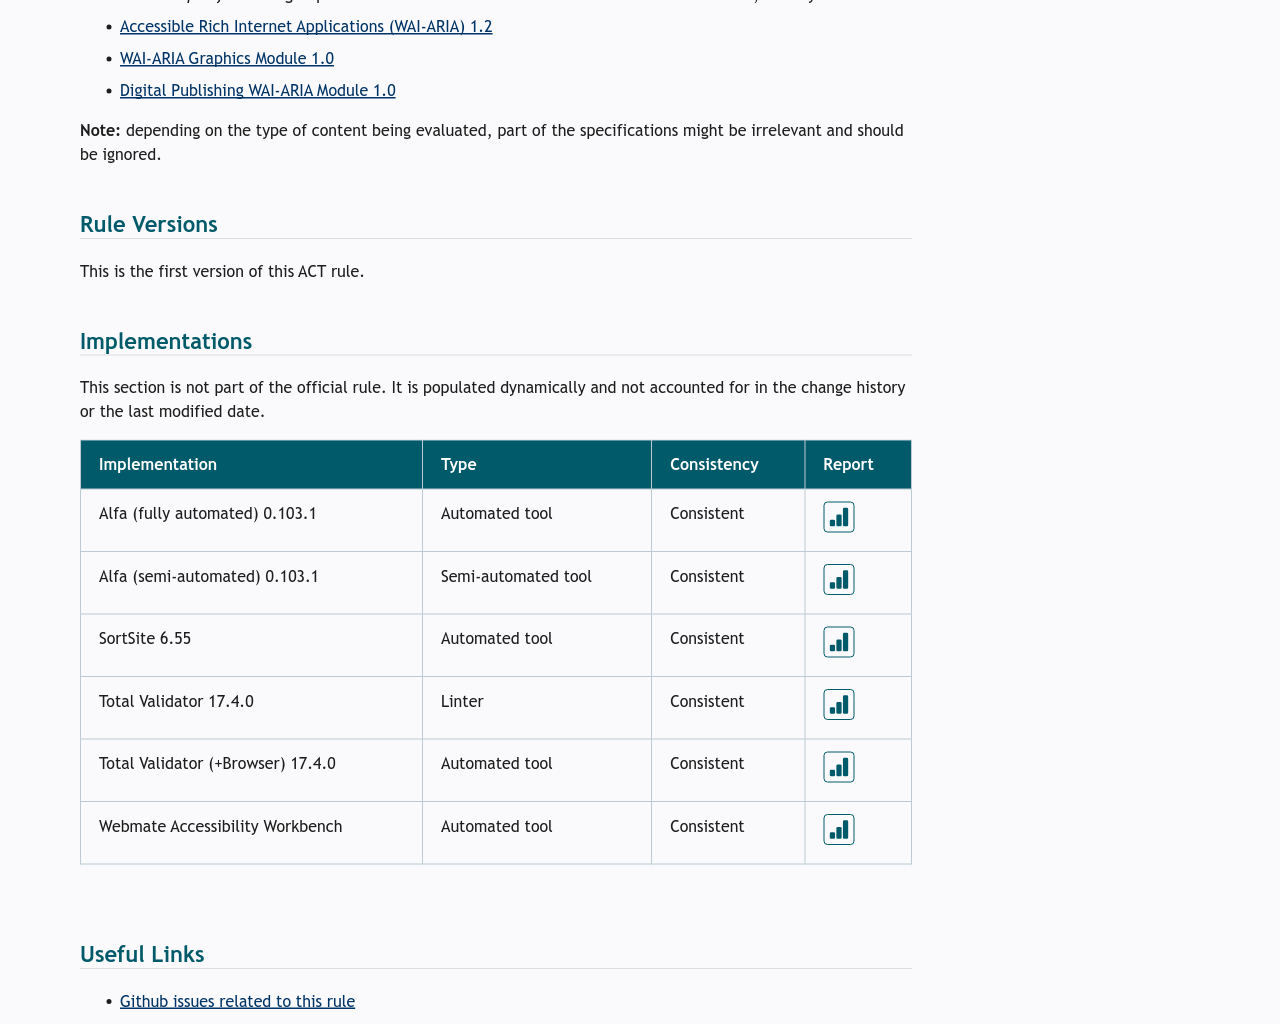 Accessible Rich Internet Applications (WAI-ARIA) 1.2
WAI-ARIA Graphics Module 1.0
Digital Publishing WAI-ARIA Module 1.0
Note: depending on the type of content being evaluated, part of the specifications might be irrelevant and should
be ignored.
Rule Versions
This is the first version of this ACT rule.
Implementations
This section is not part of the official rule. It is populated dynamically and not accounted for in the change history
or the last modified date.
Implementation Type Consistency Report
Alfa (fully automated) 0.103.1 Automated tool Consistent
Alfa (semi-automated) 0.103.1 Semi-automated tool Consistent
SortSite 6.55 Automated tool Consistent
Total Validator 17.4.0 Linter Consistent
Total Validator (+Browser) 17.4.0 Automated tool Consistent
Webmate Accessibility Workbench Automated tool Consistent
Useful Links
Github issues related to this rule